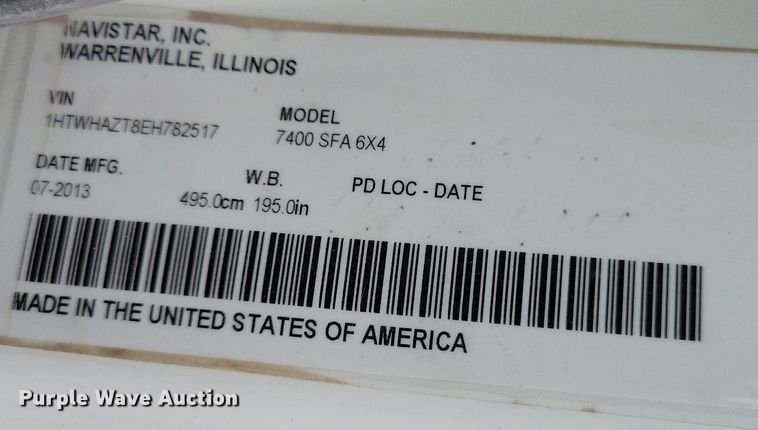 NAVISTAR, INC.
WARRENVILLE, ILLINOIS
VIN
1HTWHAZT8EH782517
MODEL
7400 SFA 6X4
DATE MFG.
07-2013
W.B.
495.0cm 195.0in
PD LOC - DATE
MADE IN THE UNITED STATES OF AMERICA
Purple Wave Auction